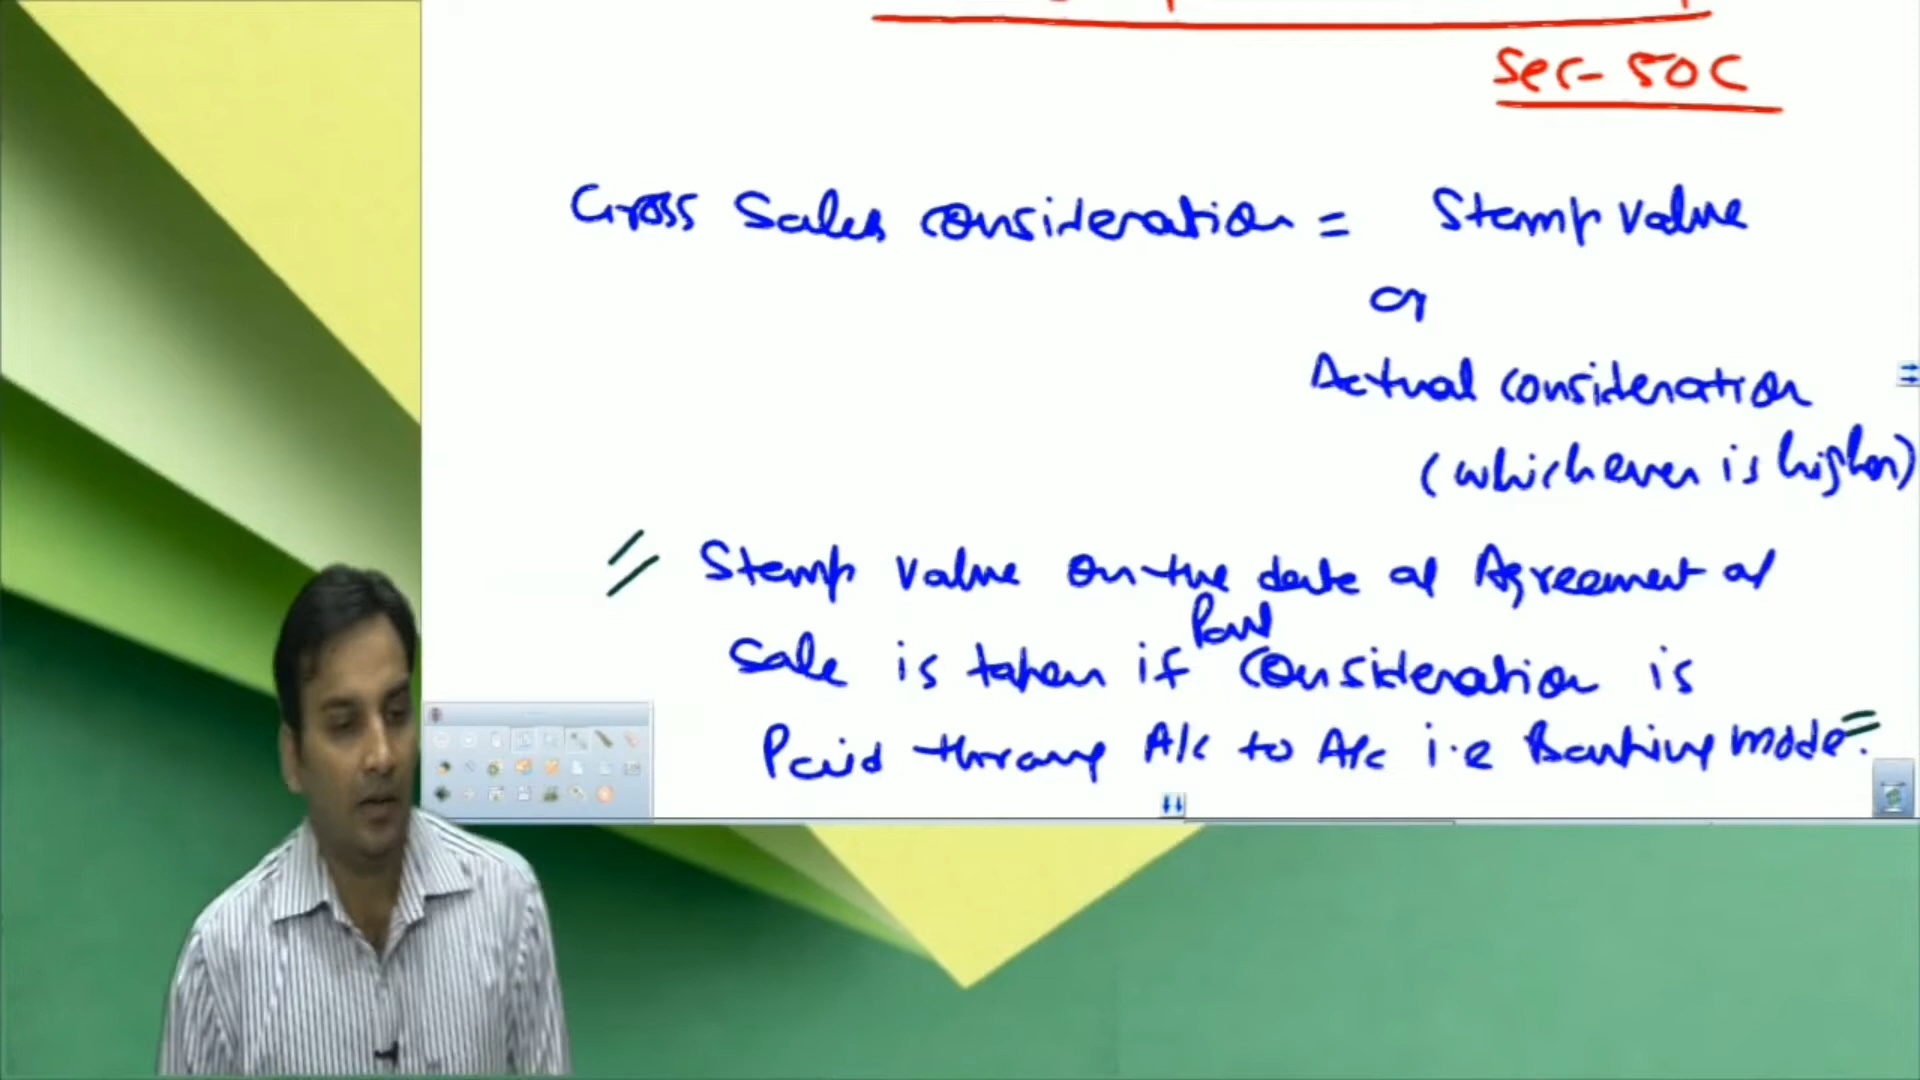 Sec- 50C
Gross Sales consideration = Stamp value
or
Actual consideration
(whichever is higher)
Stamp value on the date of Agreement of
Part
sale is taken if consideration is
Paid through A/c to A/c i.e Banking mode.